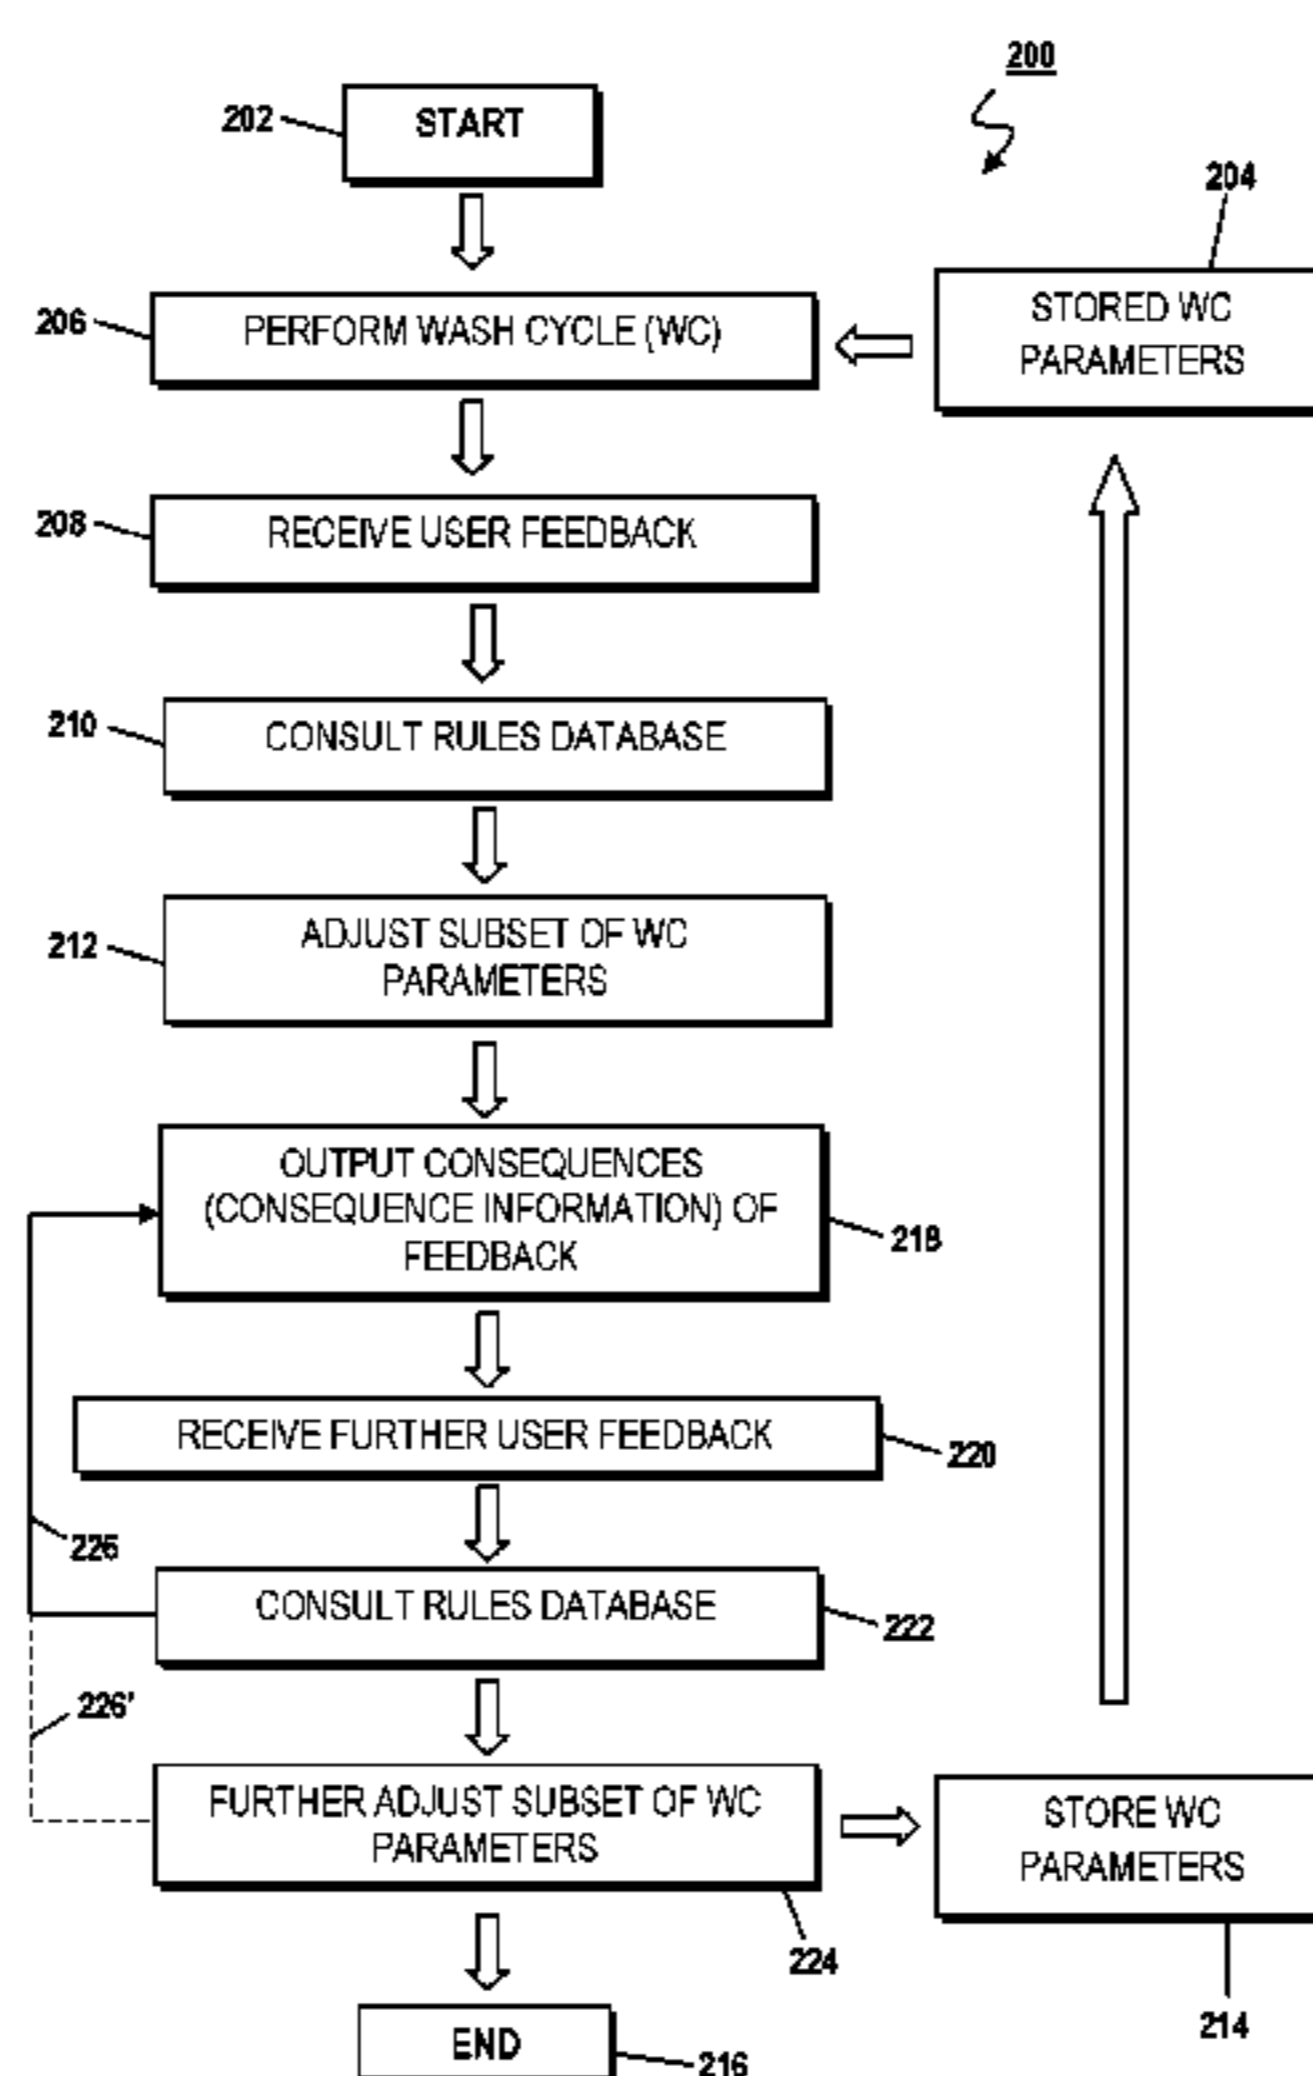 200
202
START
204
206
PERFORM WASH CYCLE (WC)
STORED WC
PARAMETERS
208
RECEIVE USER FEEDBACK
210
CONSULT RULES DATABASE
212
ADJUST SUBSET OF WC
PARAMETERS
OUTPUT CONSEQUENCES
(CONSEQUENCE INFORMATION) OF
FEEDBACK
218
RECEIVE FURTHER USER FEEDBACK
220
226
CONSULT RULES DATABASE
222
226'
FURTHER ADJUST SUBSET OF WC
PARAMETERS
STORE WC
PARAMETERS
224
214
END
216